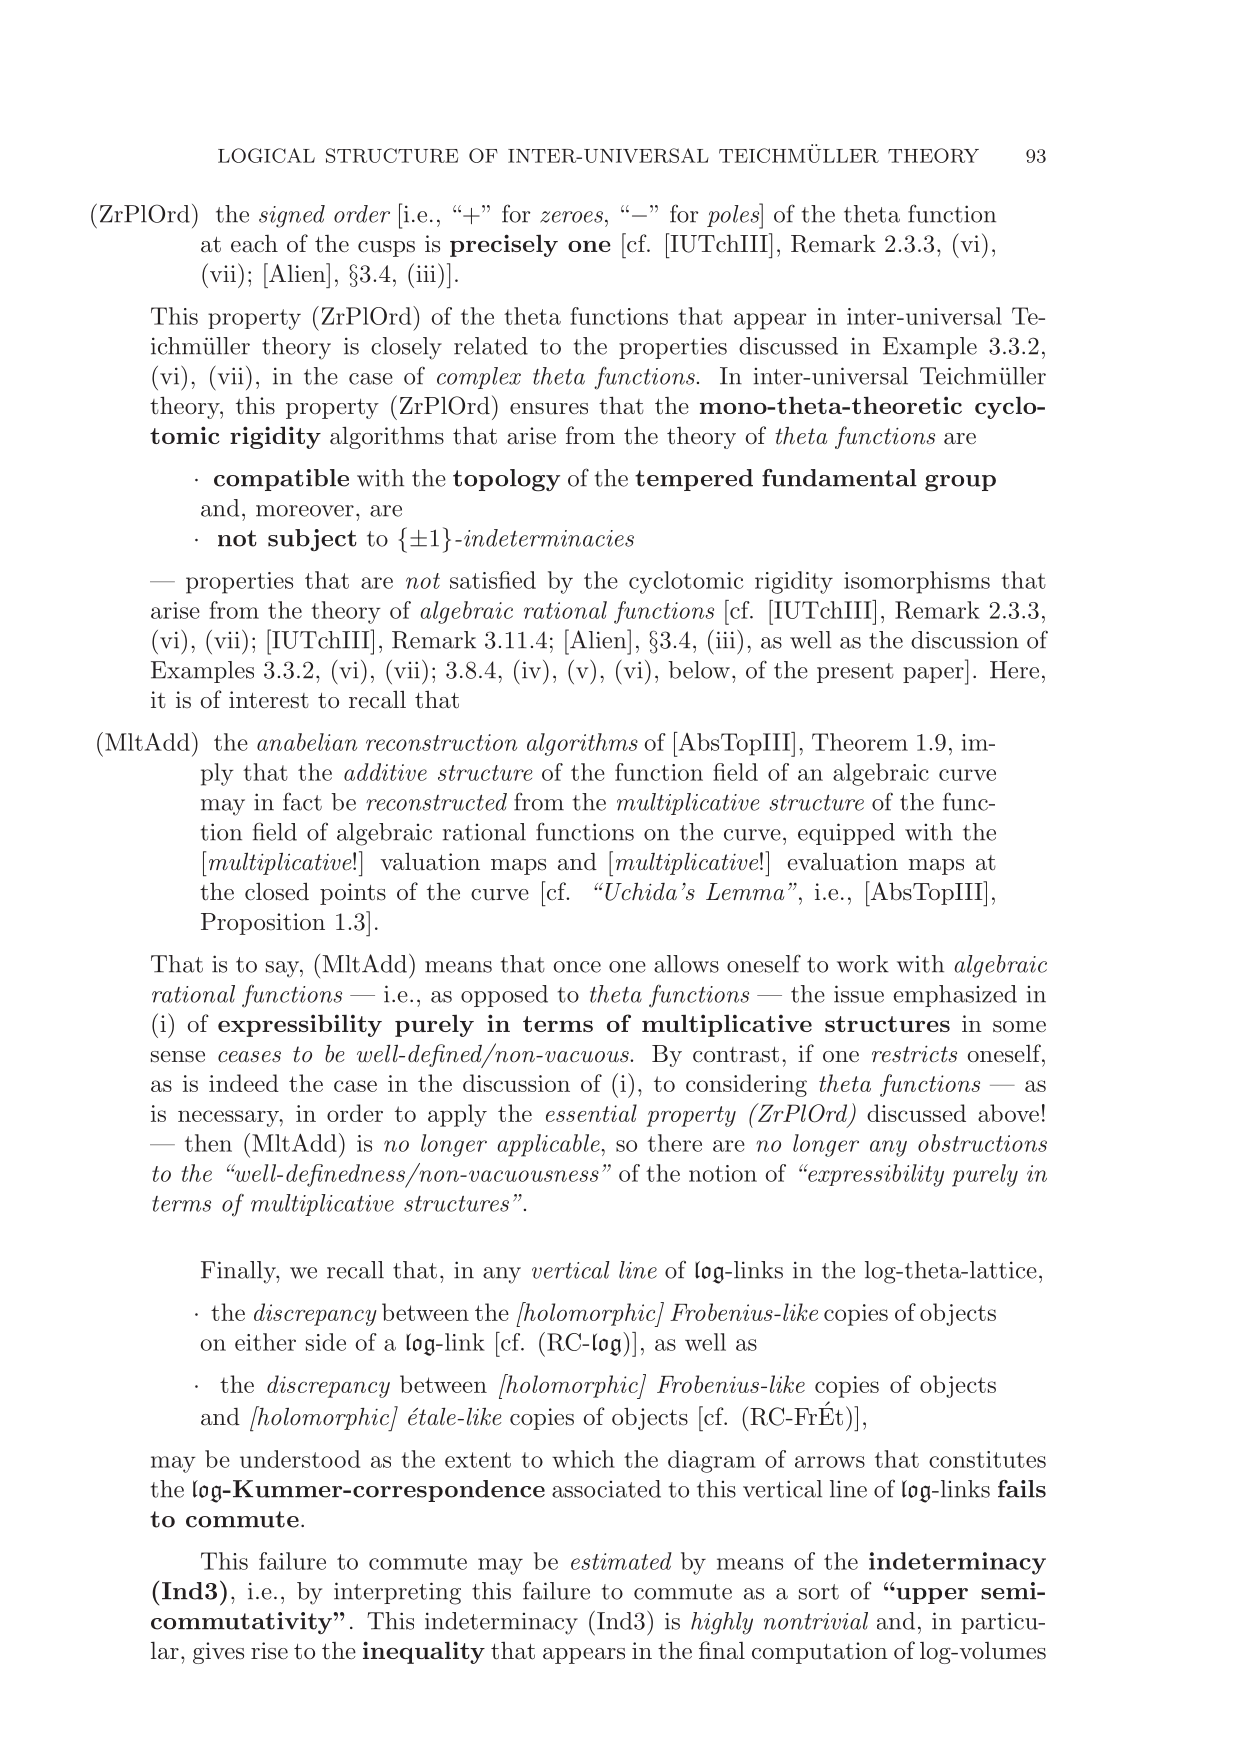 LOGICAL STRUCTURE OF INTER-UNIVERSAL TEICHMÜLLER THEORY 93
(ZrPlOrd) the signed order [i.e., “+” for zeroes, “−” for poles] of the theta function
at each of the cusps is precisely one [cf. [IUTchIII], Remark 2.3.3, (vi),
(vii); [Alien], §3.4, (iii)].
This property (ZrPlOrd) of the theta functions that appear in inter-universal Te-
ichmüller theory is closely related to the properties discussed in Example 3.3.2,
(vi), (vii), in the case of complex theta functions. In inter-universal Teichmüller
theory, this property (ZrPlOrd) ensures that the mono-theta-theoretic cyclo-
tomic rigidity algorithms that arise from the theory of theta functions are
· compatible with the topology of the tempered fundamental group
and, moreover, are
· not subject to {±1}-indeterminacies
— properties that are not satisfied by the cyclotomic rigidity isomorphisms that
arise from the theory of algebraic rational functions [cf. [IUTchIII], Remark 2.3.3,
(vi), (vii); [IUTchIII], Remark 3.11.4; [Alien], §3.4, (iii), as well as the discussion of
Examples 3.3.2, (vi), (vii); 3.8.4, (iv), (v), (vi), below, of the present paper]. Here,
it is of interest to recall that
(MltAdd) the anabelian reconstruction algorithms of [AbsTopIII], Theorem 1.9, im-
ply that the additive structure of the function field of an algebraic curve
may in fact be reconstructed from the multiplicative structure of the func-
tion field of algebraic rational functions on the curve, equipped with the
[multiplicative!] valuation maps and [multiplicative!] evaluation maps at
the closed points of the curve [cf. “Uchida’s Lemma”, i.e., [AbsTopIII],
Proposition 1.3].
That is to say, (MltAdd) means that once one allows oneself to work with algebraic
rational functions — i.e., as opposed to theta functions — the issue emphasized in
(i) of expressibility purely in terms of multiplicative structures in some
sense ceases to be well-defined/non-vacuous. By contrast, if one restricts oneself,
as is indeed the case in the discussion of (i), to considering theta functions — as
is necessary, in order to apply the essential property (ZrPlOrd) discussed above!
— then (MltAdd) is no longer applicable, so there are no longer any obstructions
to the “well-definedness/non-vacuousness” of the notion of “expressibility purely in
terms of multiplicative structures”.
Finally, we recall that, in any vertical line of log-links in the log-theta-lattice,
· the discrepancy between the [holomorphic] Frobenius-like copies of objects
on either side of a log-link [cf. (RC-log)], as well as
· the discrepancy between [holomorphic] Frobenius-like copies of objects
and [holomorphic] étale-like copies of objects [cf. (RC-FrÉt)],
may be understood as the extent to which the diagram of arrows that constitutes
the log-Kummer-correspondence associated to this vertical line of log-links fails
to commute.
This failure to commute may be estimated by means of the indeterminacy
(Ind3), i.e., by interpreting this failure to commute as a sort of “upper semi-
commutativity”. This indeterminacy (Ind3) is highly nontrivial and, in particu-
lar, gives rise to the inequality that appears in the final computation of log-volumes